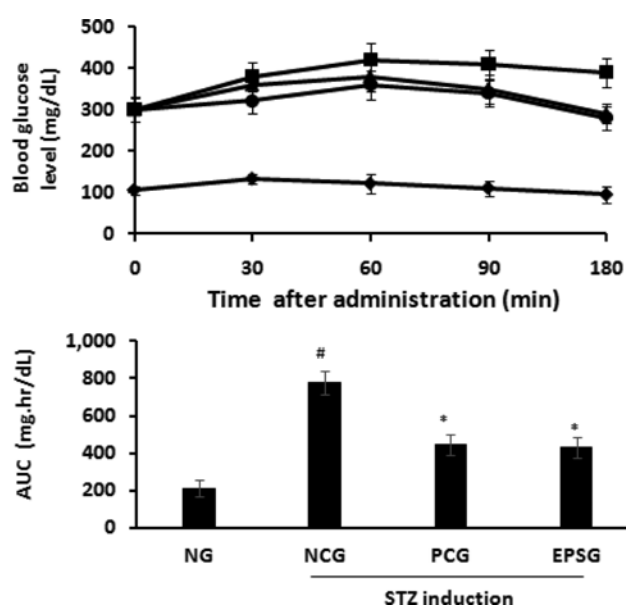 Blood glucose
level (mg/dL)
500
400
300
200
100
0
0 30 60 90 180
Time after administration (min)
AUC (mg.hr/dL)
1,000
800
600
400
200
0
#
*
*
NG NCG PCG EPSG
STZ induction